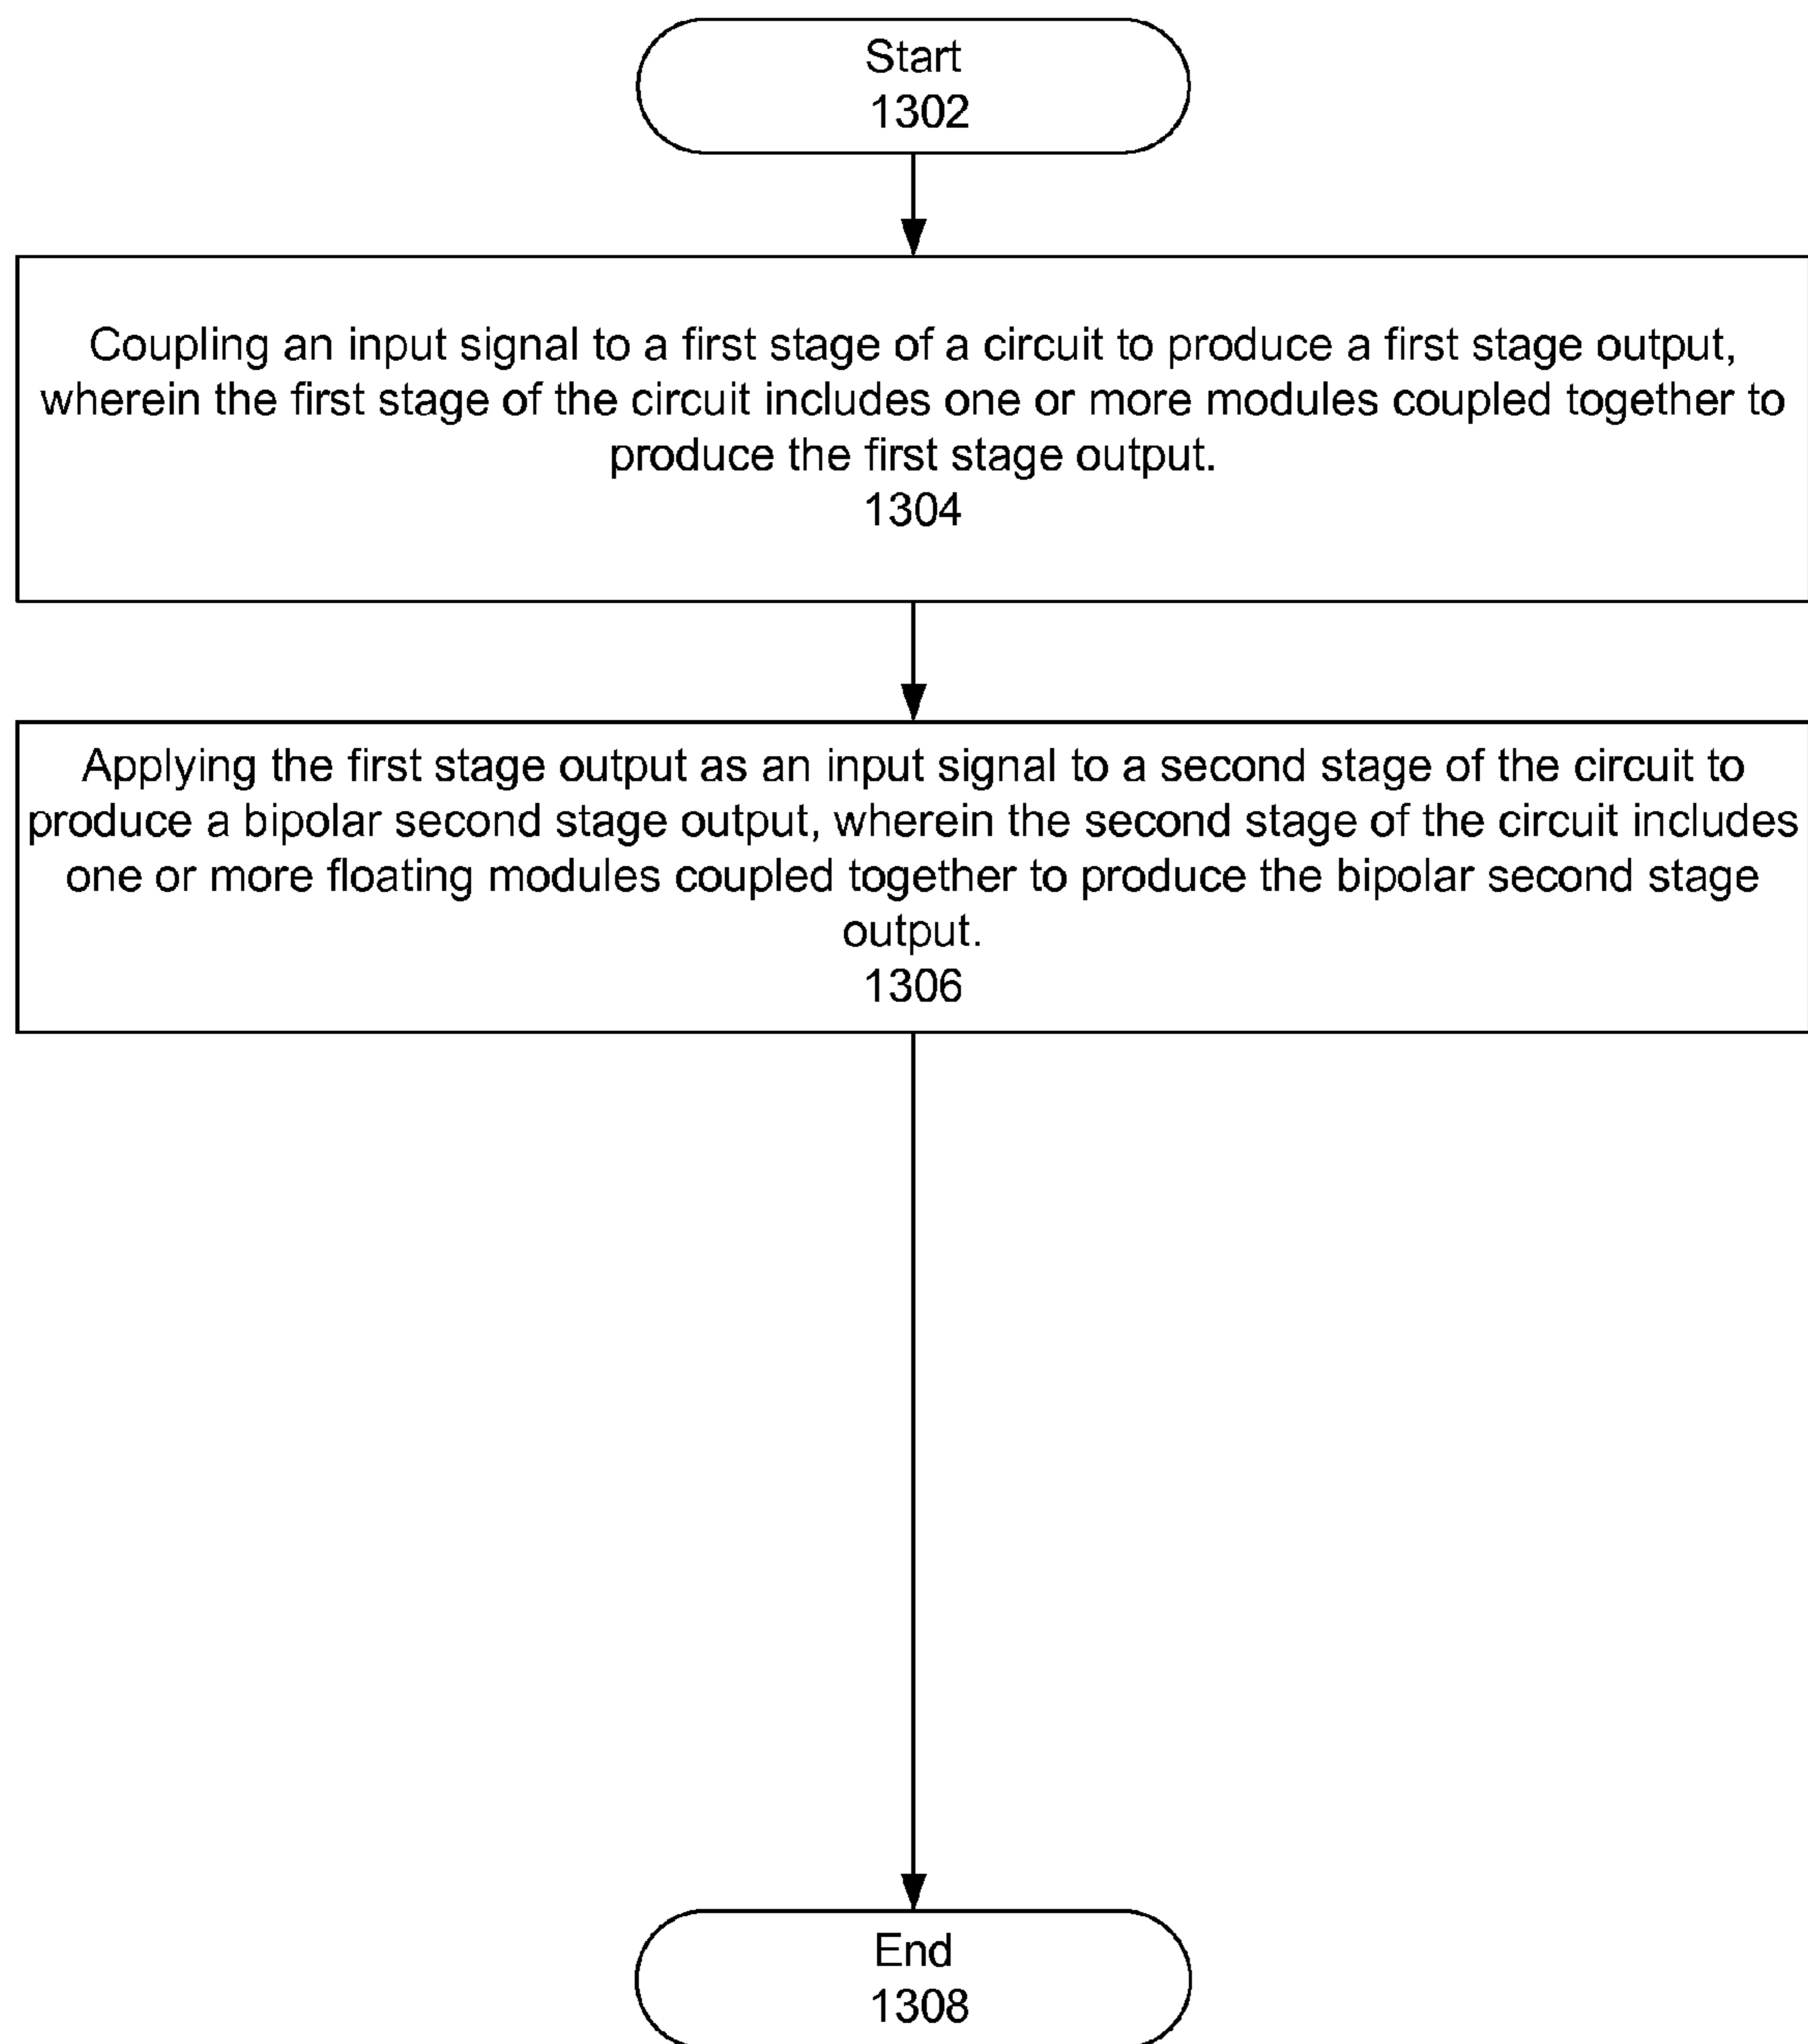 Start
1302
Coupling an input signal to a first stage of a circuit to produce a first stage output,
wherein the first stage of the circuit includes one or more modules coupled together to
produce the first stage output.
1304
Applying the first stage output as an input signal to a second stage of the circuit to
produce a bipolar second stage output, wherein the second stage of the circuit includes
one or more floating modules coupled together to produce the bipolar second stage
output.
1306
End
1308